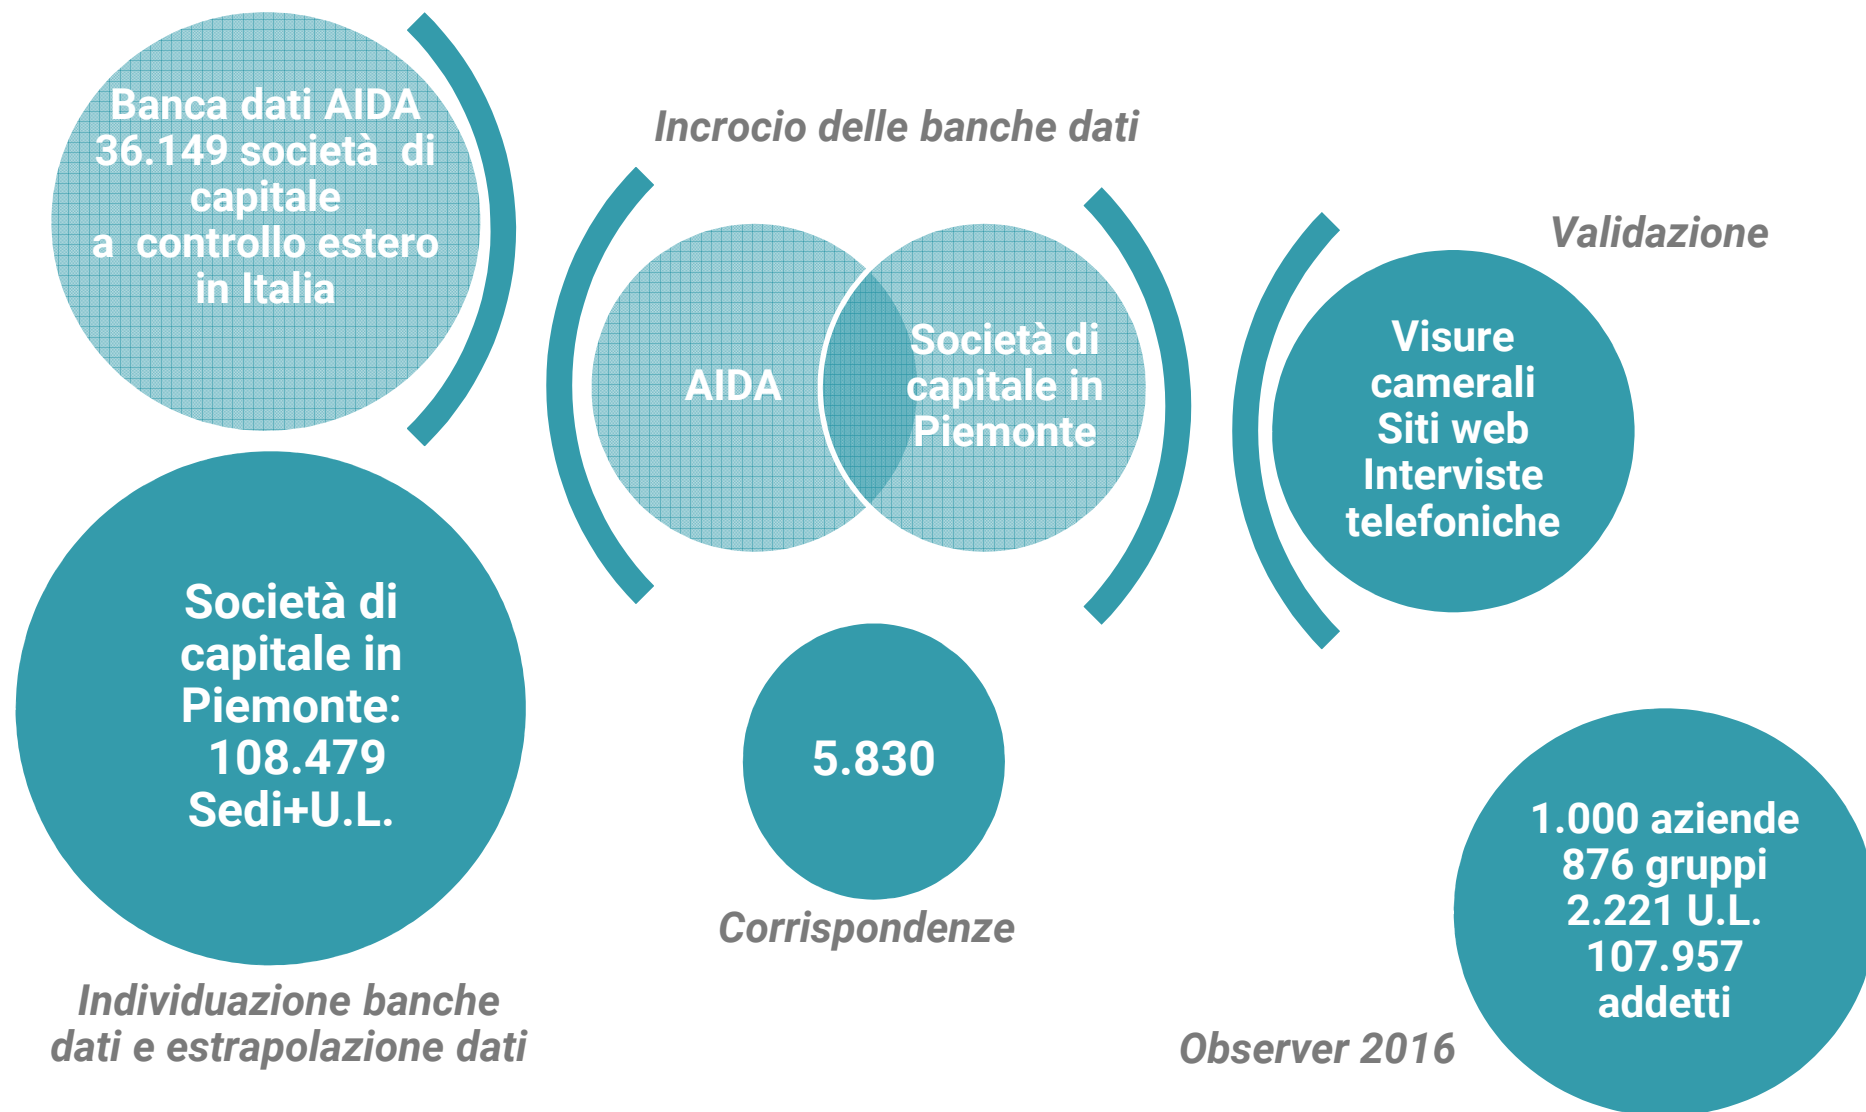 Banca dati AIDA
36.149 società di
capitale
a controllo estero
in Italia
Società di
capitale in
Piemonte:
108.479
Sedi+U.L.
Individuazione banche
dati e estrapolazione dati
Incrocio delle banche dati
AIDA
Società di
capitale in
Piemonte
5.830
Corrispondenze
Validazione
Visure
camerali
Siti web
Interviste
telefoniche
1.000 aziende
876 gruppi
2.221 U.L.
107.957
addetti
Observer 2016